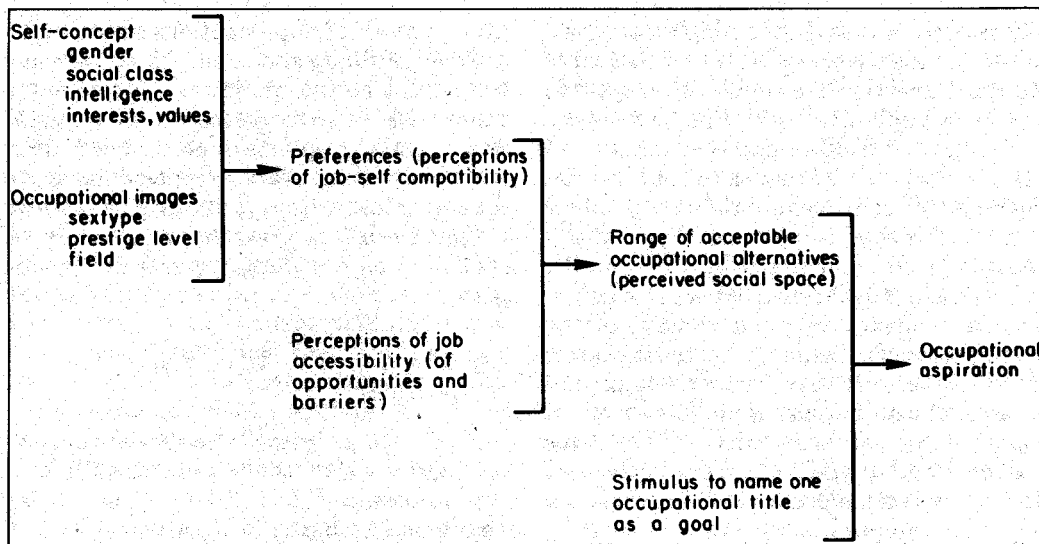 Self-concept
gender
social class
intelligence
interests, values
Occupational images
sextype
prestige level
field
Preferences (perceptions
of job-self compatibility)
Perceptions of job
accessibility (of
opportunities and
barriers)
Range of acceptable
occupational alternatives
(perceived social space)
Stimulus to name one
occupational title
as a goal
Occupational
aspiration